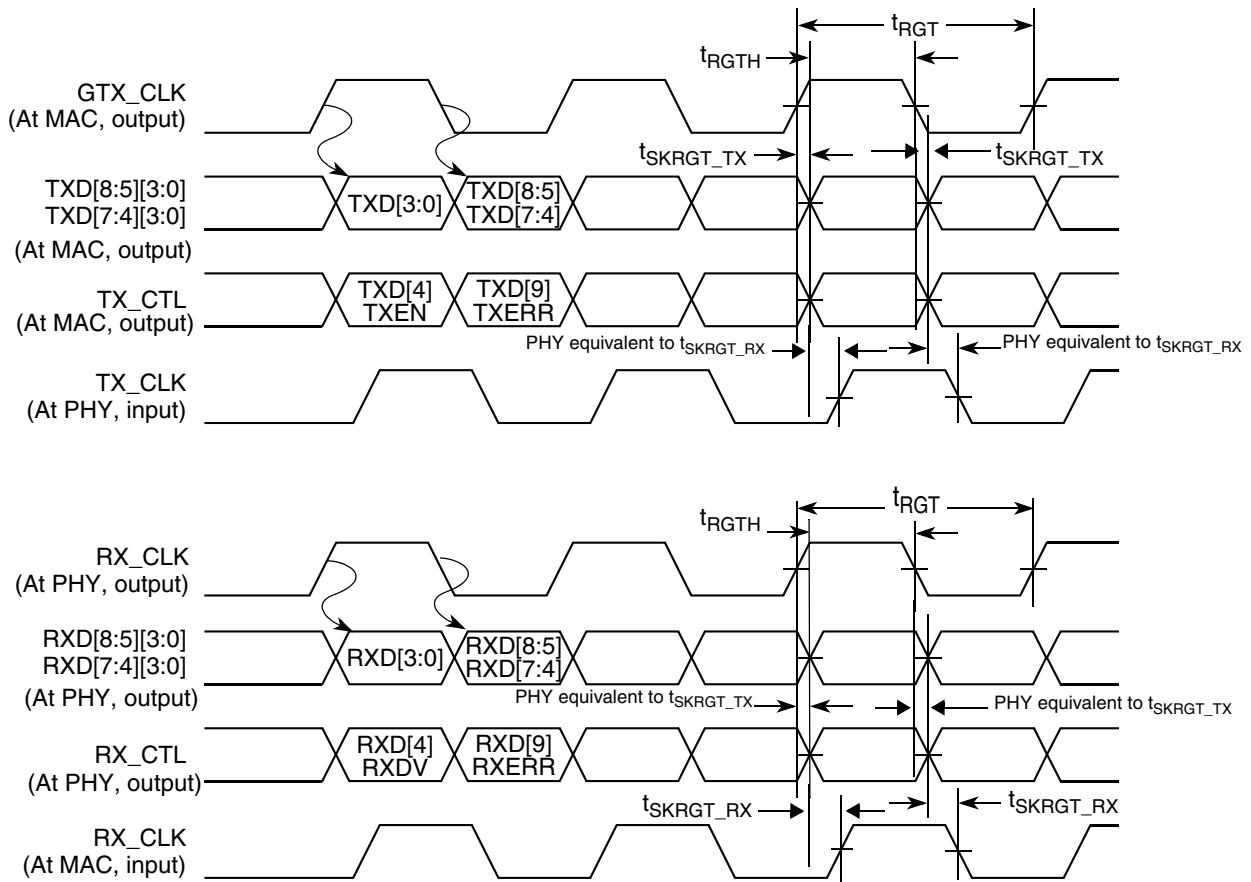 tRGT
tRGTH
GTX_CLK
(At MAC, output)
tSKRGT_TX
tSKRGT_TX
TXD[8:5][3:0]
TXD[7:4][3:0]
(At MAC, output)
TXD[3:0]
TXD[8:5]
TXD[7:4]
TX_CTL
(At MAC, output)
TXD[4]
TXEN
TXD[9]
TXERR
PHY equivalent to tSKRGT_RX
PHY equivalent to tSKRGT_RX
TX_CLK
(At PHY, input)
tRGT
tRGTH
RX_CLK
(At PHY, output)
RXD[8:5][3:0]
RXD[7:4][3:0]
(At PHY, output)
RXD[3:0]
RXD[8:5]
RXD[7:4]
PHY equivalent to tSKRGT_TX
PHY equivalent to tSKRGT_TX
RX_CTL
(At PHY, output)
RXD[4]
RXDV
RXD[9]
RXERR
tSKRGT_RX
tSKRGT_RX
RX_CLK
(At MAC, input)